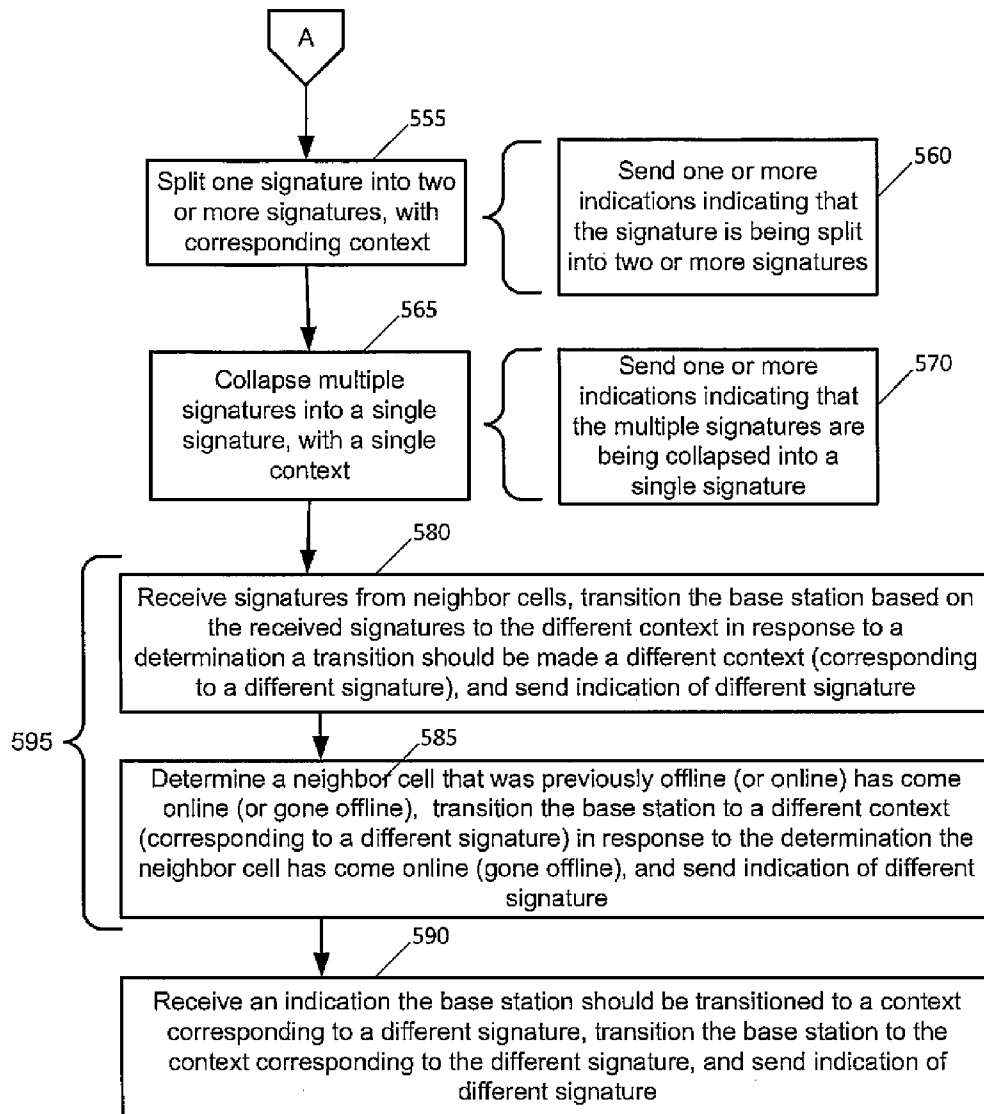 A
555
Split one signature into two
or more signatures, with
corresponding context
560
Send one or more
indications indicating that
the signature is being split
into two or more signatures
565
Collapse multiple
signatures into a single
signature, with a single
context
570
Send one or more
indications indicating that
the multiple signatures are
being collapsed into a
single signature
580
Receive signatures from neighbor cells, transition the base station based on
the received signatures to the different context in response to a
determination a transition should be made a different context (corresponding
to a different signature), and send indication of different signature
595
585
Determine a neighbor cell that was previously offline (or online) has come
online (or gone offline), transition the base station to a different context
(corresponding to a different signature) in response to the determination the
neighbor cell has come online (gone offline), and send indication of different
signature
590
Receive an indication the base station should be transitioned to a context
corresponding to a different signature, transition the base station to the
context corresponding to the different signature, and send indication of
different signature